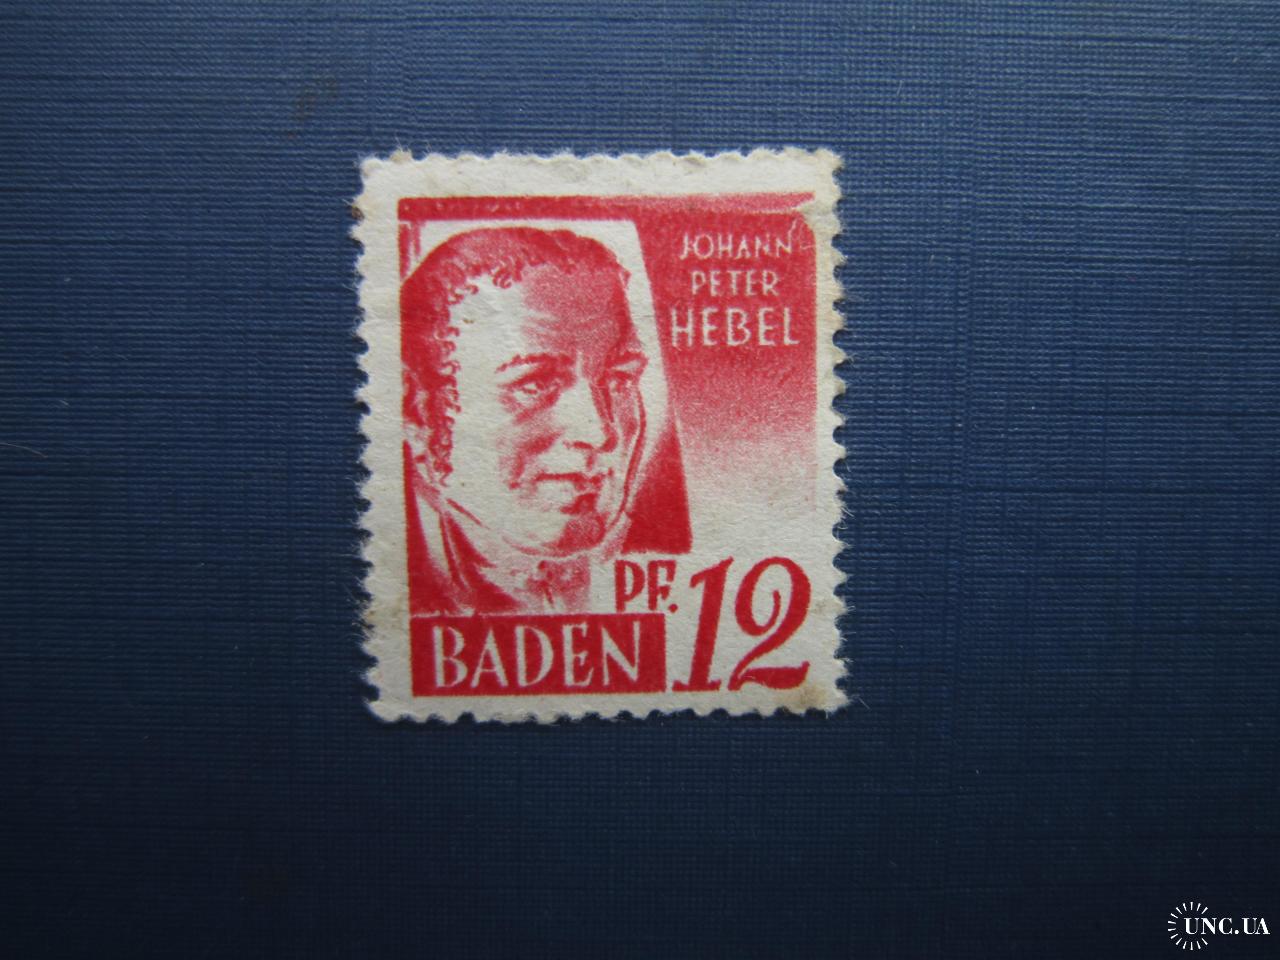 JOHANN
PETER
HEBEL
PF. 12
BADEN
UNC.UA